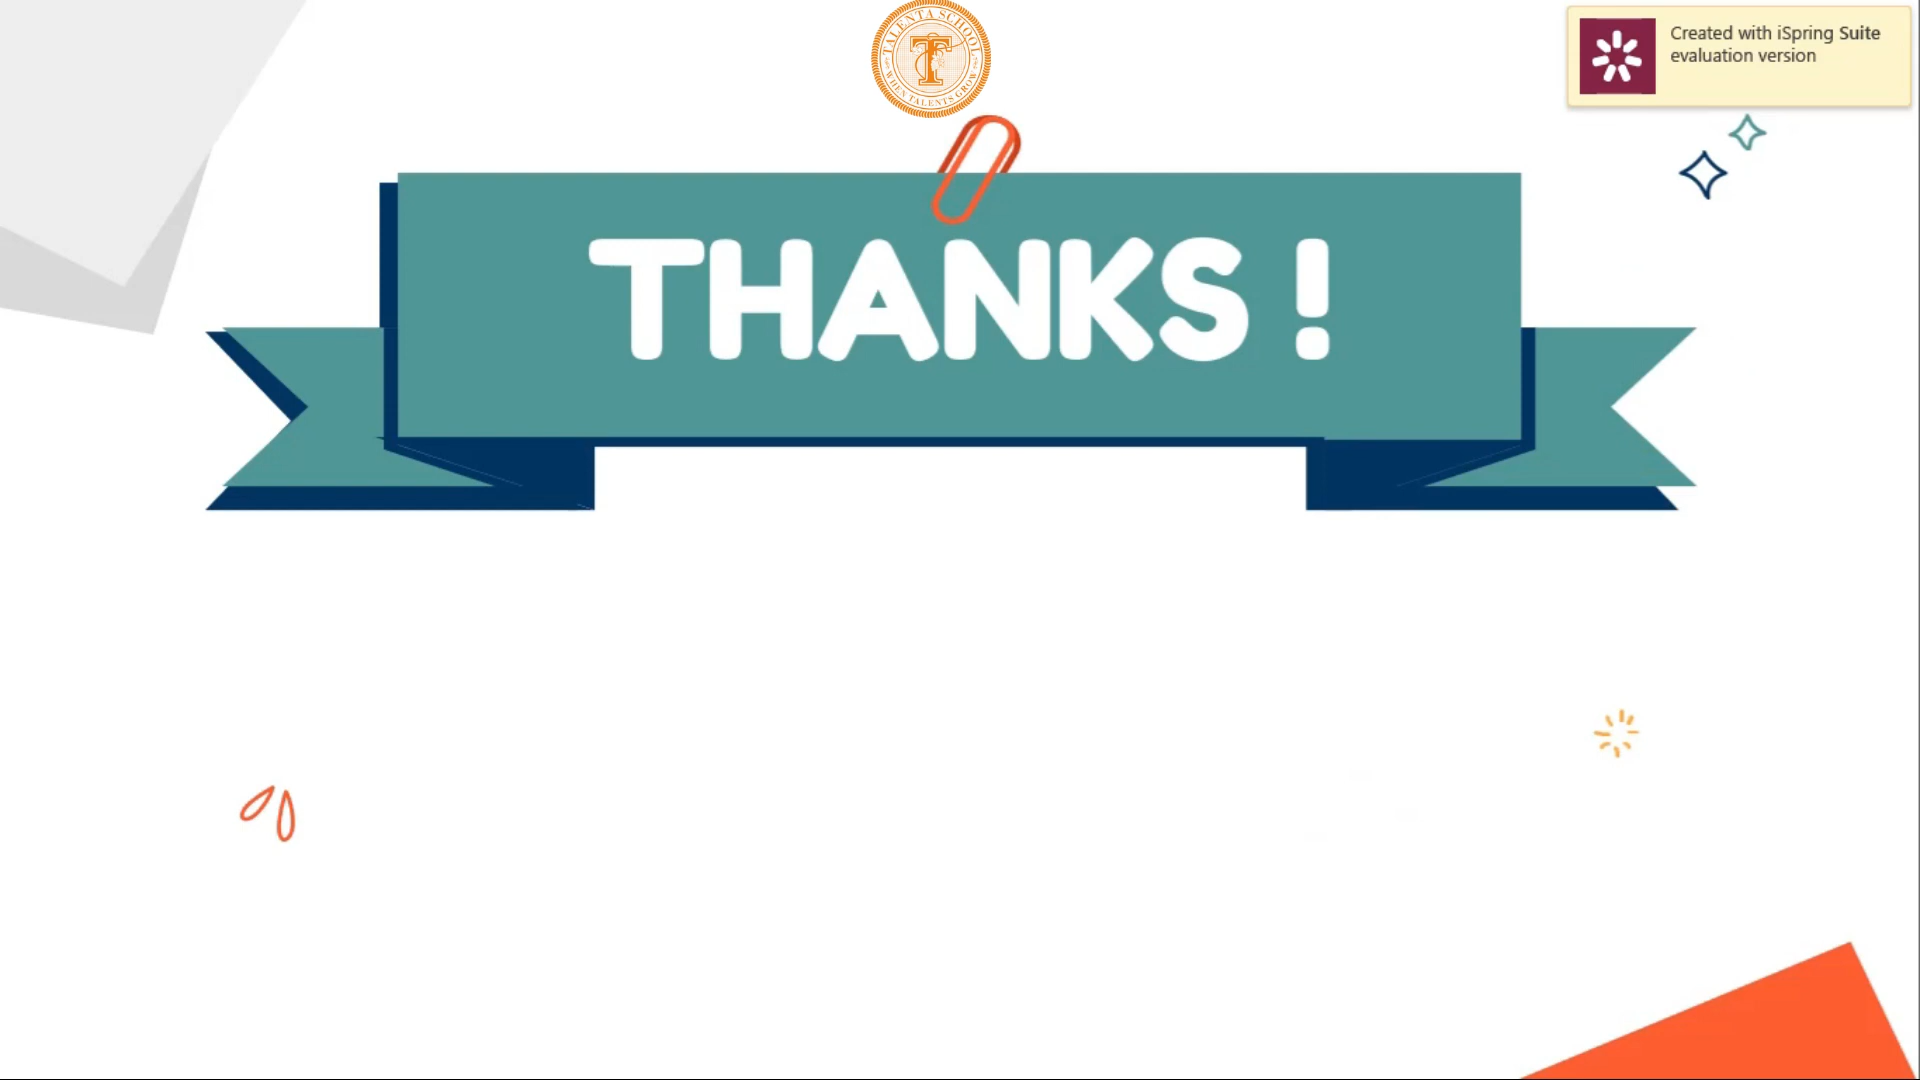 TALENTA SCHOOL
T
WHEN TALENTS GROW
Created with iSpring Suite
evaluation version
THANKS !